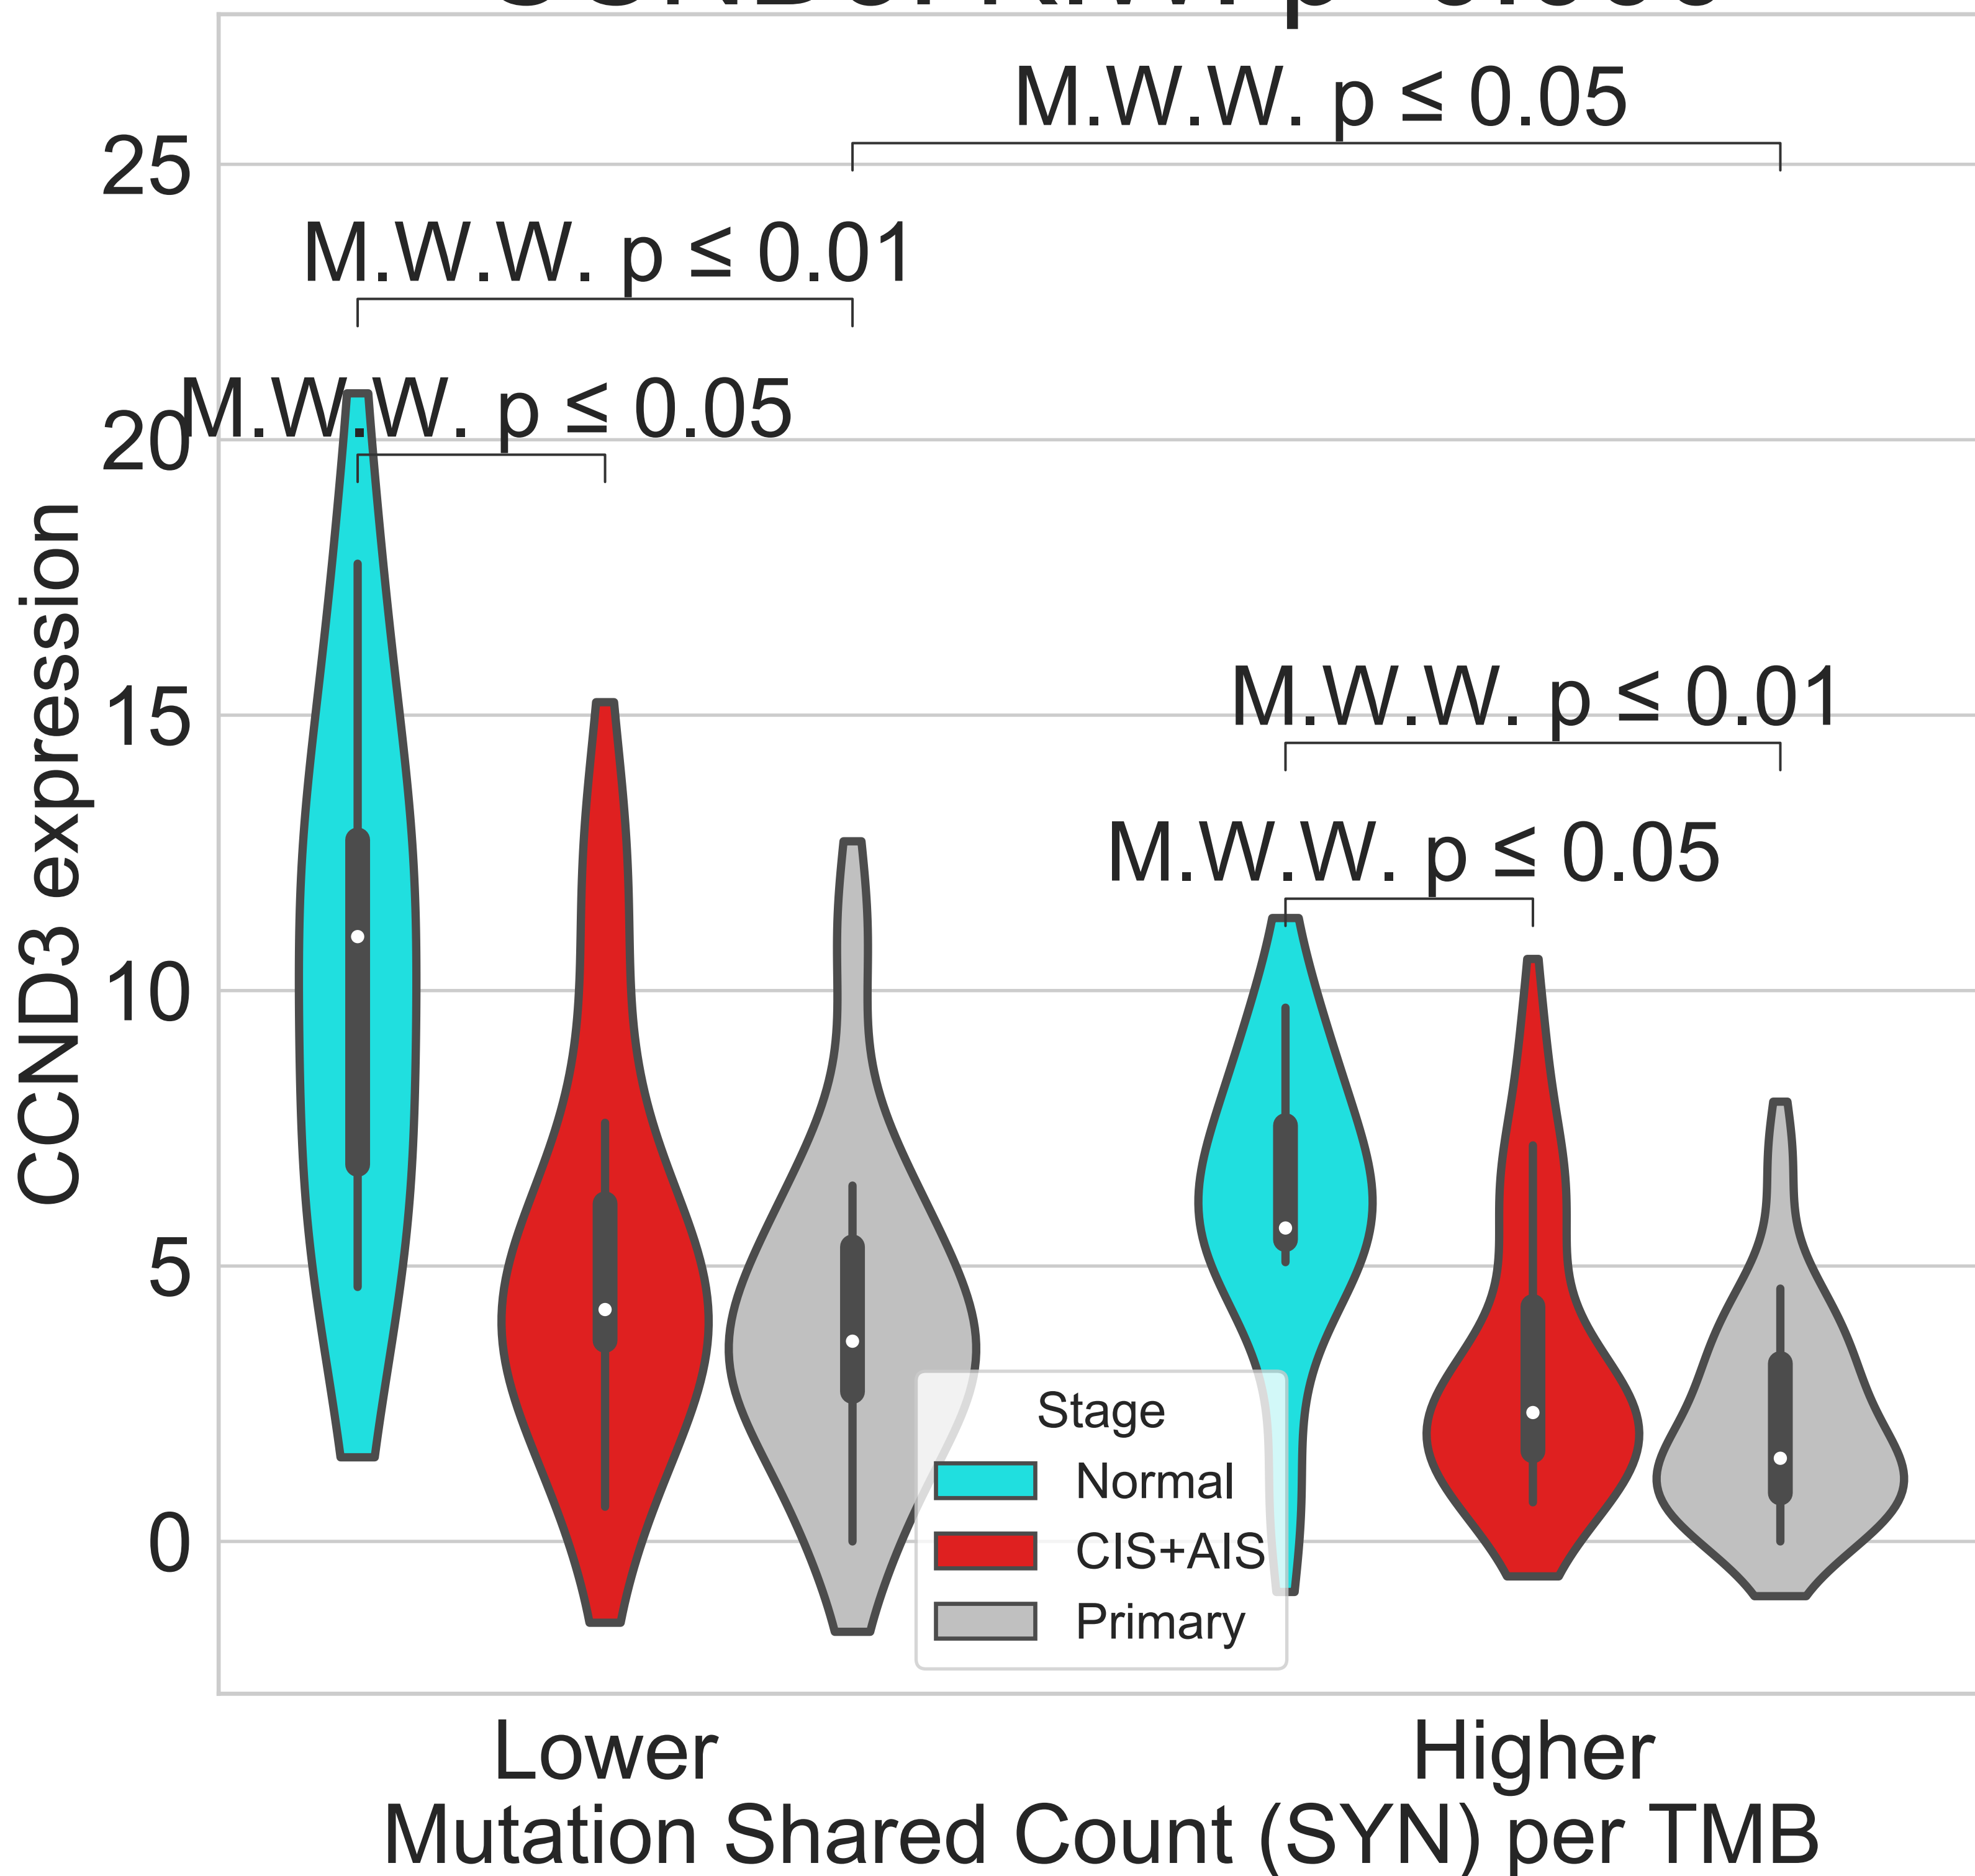 M.W.W. p ≤ 0.05
25
M.W.W. p ≤ 0.01
M.W.W. p ≤ 0.05
20
CCND3 expression
15
M.W.W. p ≤ 0.01
M.W.W. p ≤ 0.05
10
5
0
Stage
Normal
CIS+AIS
Primary
Lower
Higher
Mutation Shared Count (SYN) per TMB